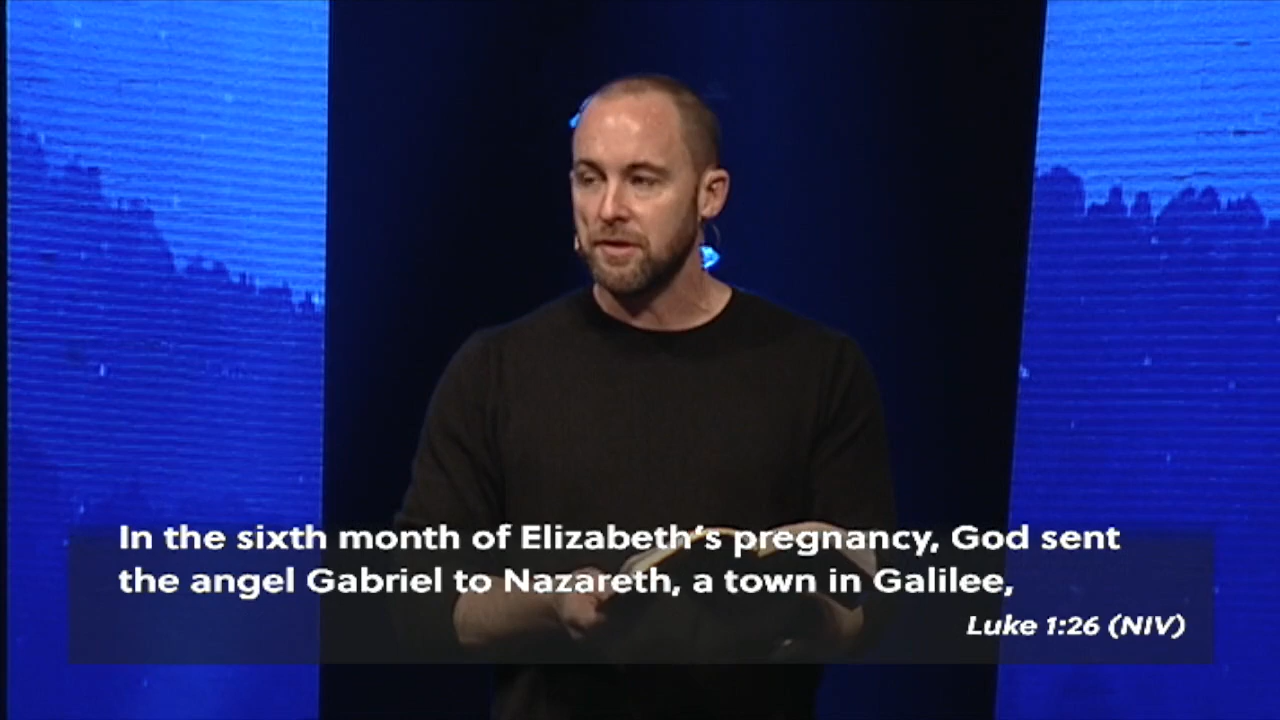 In the sixth month of Elizabeth's pregnancy, God sent
the angel Gabriel to Nazareth, a town in Galilee,
Luke 1:26 (NIV)